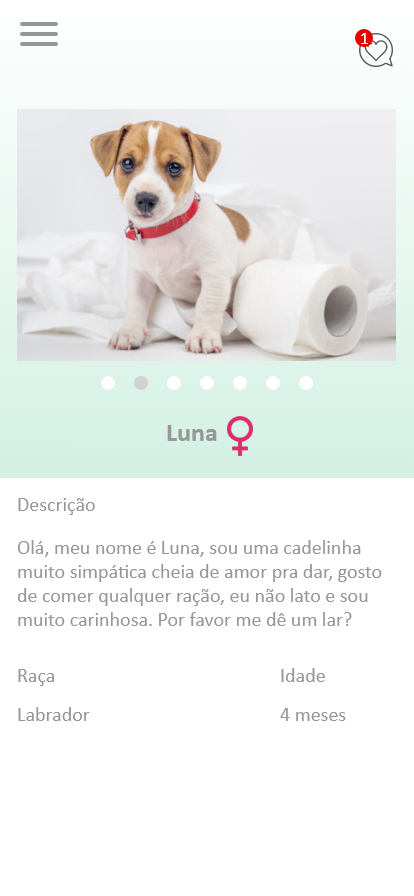 1
Luna
Descrição
Olá, meu nome é Luna, sou uma cadelinha
muito simpática cheia de amor pra dar, gosto
de comer qualquer ração, eu não lato e sou
muito carinhosa. Por favor me dê um lar?
Raça
Idade
Labrador
4 meses